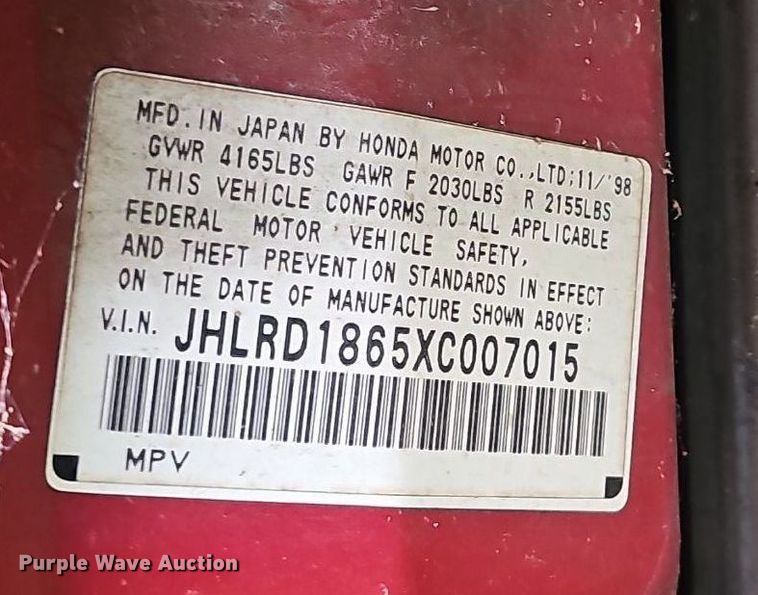 MFD. IN JAPAN BY HONDA MOTOR CO.,LTD;11/'98
GVWR 4165LBS GAWR F 2030LBS R 2155LBS
THIS VEHICLE CONFORMS TO ALL APPLICABLE
FEDERAL MOTOR VEHICLE SAFETY,
AND THEFT PREVENTION STANDARDS IN EFFECT
ON THE DATE OF MANUFACTURE SHOWN ABOVE:
V.I.N. JHLRD1865XC007015
MPV
Purple Wave Auction